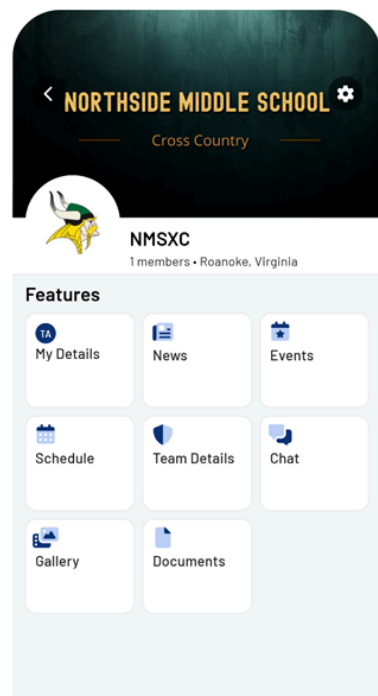 NORTHSIDE MIDDLE SCHOOL
Cross Country
NMSXC
1 members • Roanoke, Virginia
Features
TA
My Details
News
Events
Schedule
Team Details
Chat
Gallery
Documents